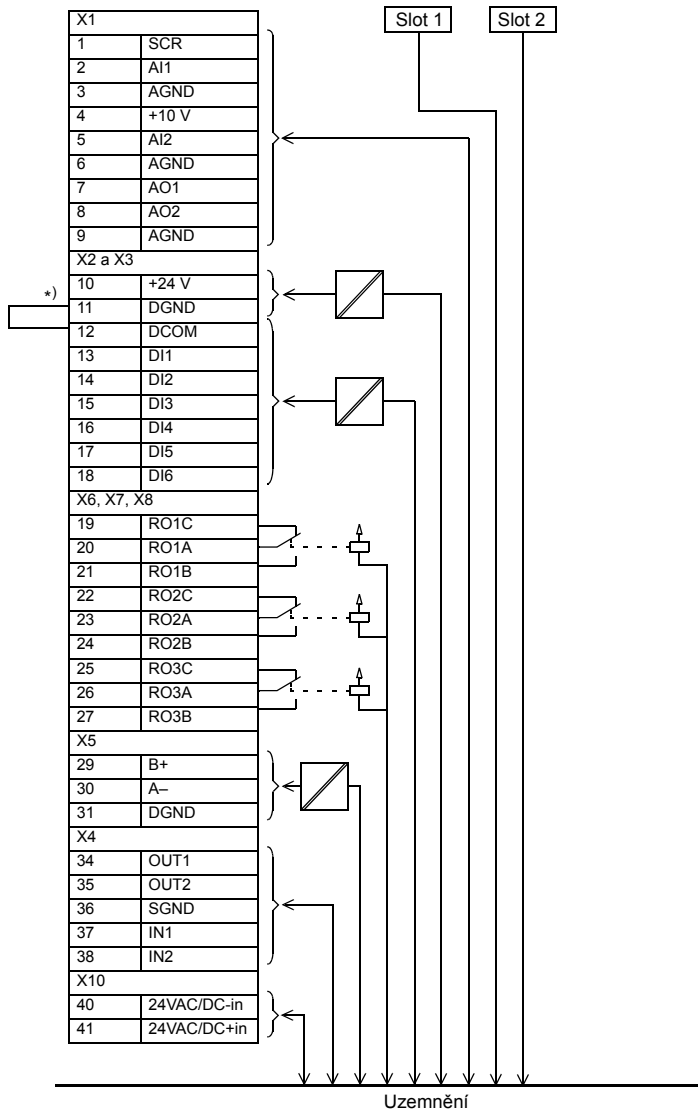 Slot 1 Slot 2
X1
1 SCR
2 AI1
3 AGND
4 +10 V
5 AI2
6 AGND
7 AO1
8 AO2
9 AGND
X2 a X3
10 +24 V
*)
11 DGND
12 DCOM
13 DI1
14 DI2
15 DI3
16 DI4
17 DI5
18 DI6
X6, X7, X8
19 RO1C
20 RO1A
21 RO1B
22 RO2C
23 RO2A
24 RO2B
25 RO3C
26 RO3A
27 RO3B
X5
29 B+
30 A–
31 DGND
X4
34 OUT1
35 OUT2
36 SGND
37 IN1
38 IN2
X10
40 24VAC/DC-in
41 24VAC/DC+in
Uzemnění